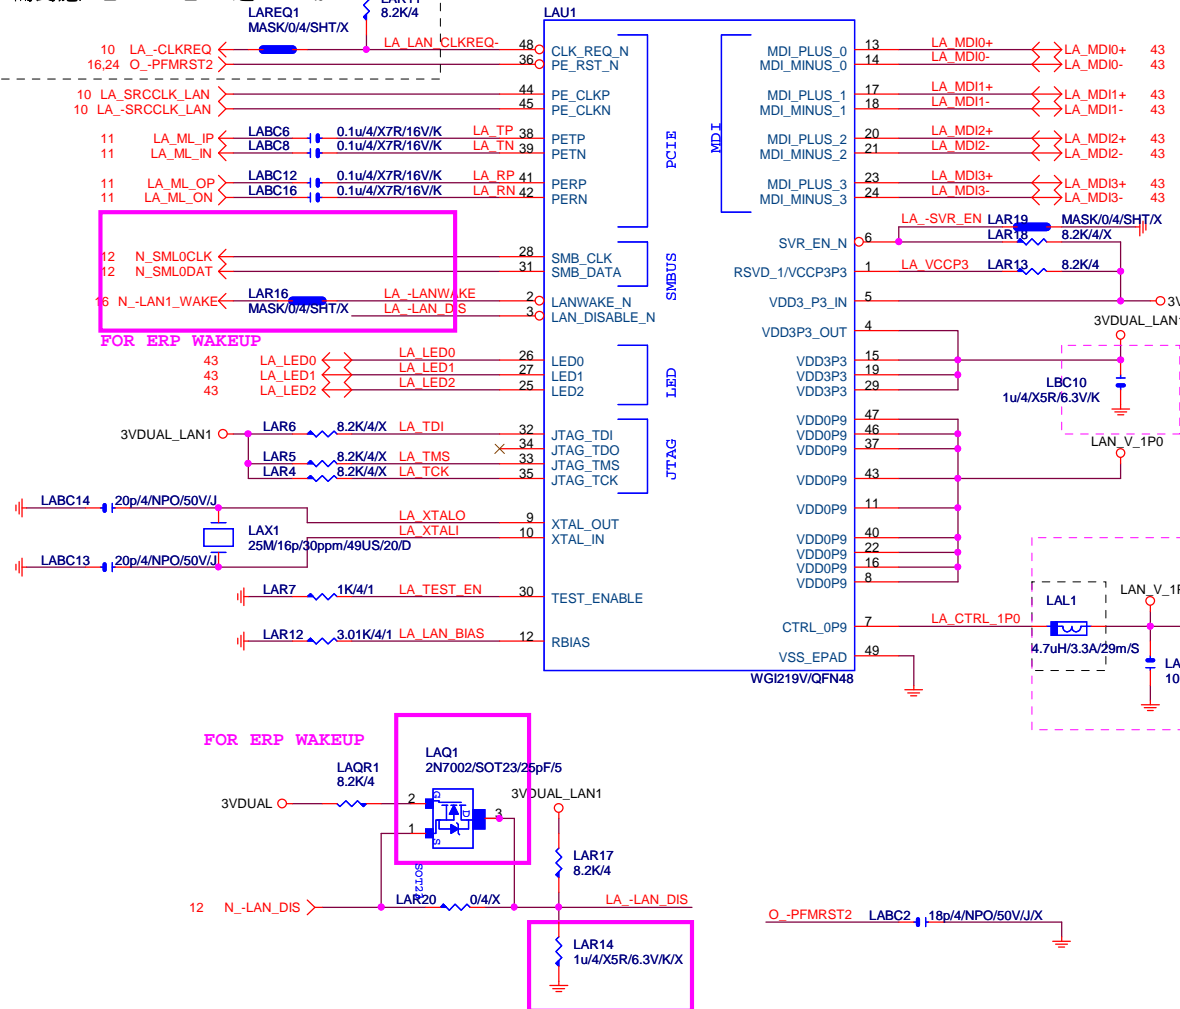 LAREQ1
MASK/0/4/SHT/X
8.2K/4
LAU1
10 LA_-CLKREQ
LA_LAN_CLKREQ-
48
CLK_REQ_N
16,24 O_-PFMRST2
36
PE_RST_N
10 LA_SRCCLK_LAN
44
PE_CLKP
10 LA_-SRCCLK_LAN
45
PE_CLKN
11 LA_ML_IP
LABC6
0.1u/4/X7R/16V/K
LA_TP
38
PETP
11 LA_ML_IN
LABC8
0.1u/4/X7R/16V/K
LA_TN
39
PETN
11 LA_ML_OP
LABC12
0.1u/4/X7R/16V/K
LA_RP
41
PERP
11 LA_ML_ON
LABC16
0.1u/4/X7R/16V/K
LA_RN
42
PERN
PCIE
12 N_SML0CLK
28
SMB_CLK
12 N_SML0DAT
31
SMB_DATA
SMBUS
16 N_-LAN1_WAKE
LAR16
MASK/0/4/SHT/X
LA_-LANWAKE
2
LANWAKE_N
LA_-LAN_DIS
3
LAN_DISABLE_N
FOR ERP WAKEUP
43 LA_LED0
LA_LED0
26
LED0
43 LA_LED1
LA_LED1
27
LED1
43 LA_LED2
LA_LED2
25
LED2
LED
3VDUAL_LAN1
LAR6
8.2K/4/X
LA_TDI
32
JTAG_TDI
34
JTAG_TDO
LAR5
8.2K/4/X
LA_TMS
33
JTAG_TMS
LAR4
8.2K/4/X
LA_TCK
35
JTAG_TCK
JTAG
LABC14
20p/4/NPO/50V/J
LA_XTALO
9
XTAL_OUT
LAX1
25M/16p/30ppm/49US/20/D
LA_XTALI
10
XTAL_IN
LABC13
20p/4/NPO/50V/J
LAR7
1K/4/1
LA_TEST_EN
30
TEST_ENABLE
LAR12
3.01K/4/1
LA_LAN_BIAS
12
RBIAS
MDI
MDI_PLUS_0
13
LA_MDI0+
LA_MDI0+ 43
MDI_MINUS_0
14
LA_MDI0-
LA_MDI0- 43
MDI_PLUS_1
17
LA_MDI1+
LA_MDI1+ 43
MDI_MINUS_1
18
LA_MDI1-
LA_MDI1- 43
MDI_PLUS_2
20
LA_MDI2+
LA_MDI2+ 43
MDI_MINUS_2
21
LA_MDI2-
LA_MDI2- 43
MDI_PLUS_3
23
LA_MDI3+
LA_MDI3+ 43
MDI_MINUS_3
24
LA_MDI3-
LA_MDI3- 43
LA_-SVR_EN
LAR19
MASK/0/4/SHT/X
SVR_EN_N
6
LAR18
8.2K/4/X
RSVD_1/VCCP3P3
1
LA_VCCP3
LAR13
8.2K/4
VDD3_P3_IN
5
VDD3P3_OUT
4
VDD3P3
15
VDD3P3
19
VDD3P3
29
3VDUAL_LAN
LBC10
1u/4/X5R/6.3V/K
VDD0P9
47
VDD0P9
46
VDD0P9
37
LAN_V_1P0
VDD0P9
43
VDD0P9
11
VDD0P9
40
VDD0P9
22
VDD0P9
16
VDD0P9
8
CTRL_0P9
7
LA_CTRL_1P0
LAL1
4.7uH/3.3A/29m/S
VSS_EPAD
49
WGI219V/QFN48
FOR ERP WAKEUP
LAQ1
2N7002/SOT23/25pF/5
LAQR1
8.2K/4
3VDUAL
2
1
3
G
D
S
3VDUAL_LAN1
LAR17
8.2K/4
12 N_-LAN_DIS
LAR20
0/4/X
LA_-LAN_DIS
LAR14
1u/4/X5R/6.3V/K/X
O_-PFMRST2
LABC2
18p/4/NPO/50V/J/X